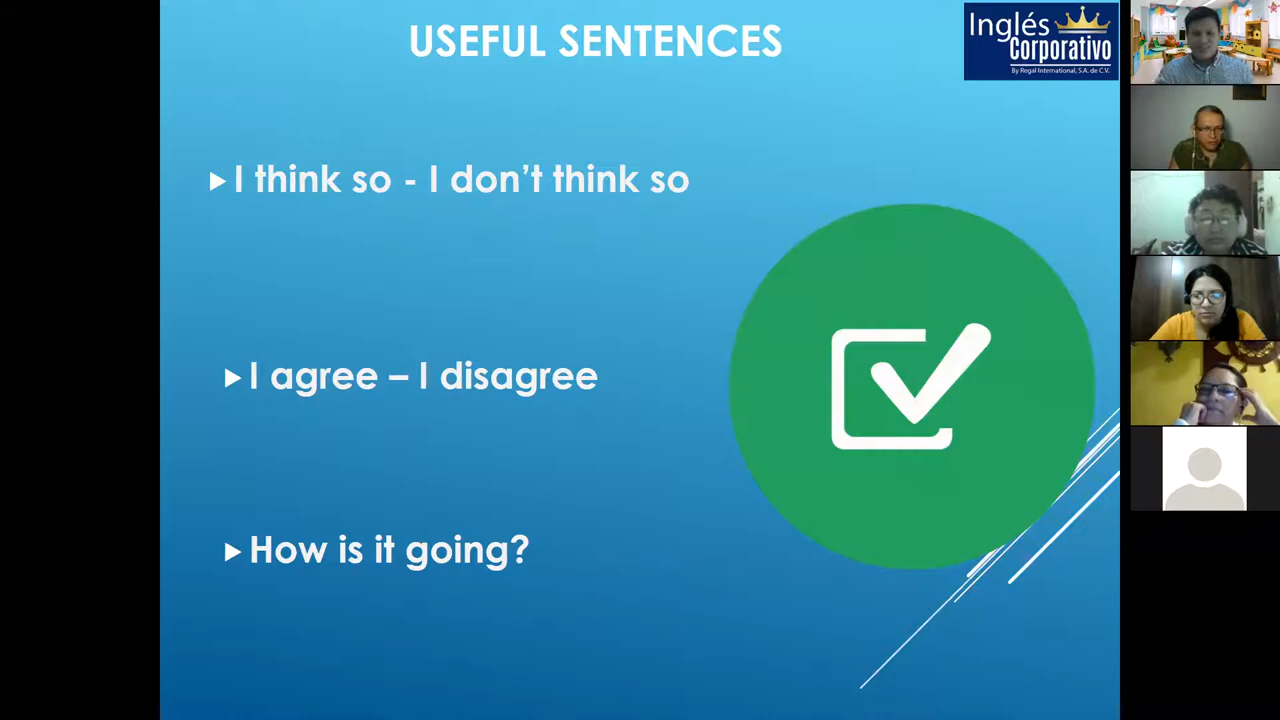 USEFUL SENTENCES
Inglés
Corporativo
By Regal International, S.A. de C.V.
I think so - I don’t think so
I agree – I disagree
How is it going?